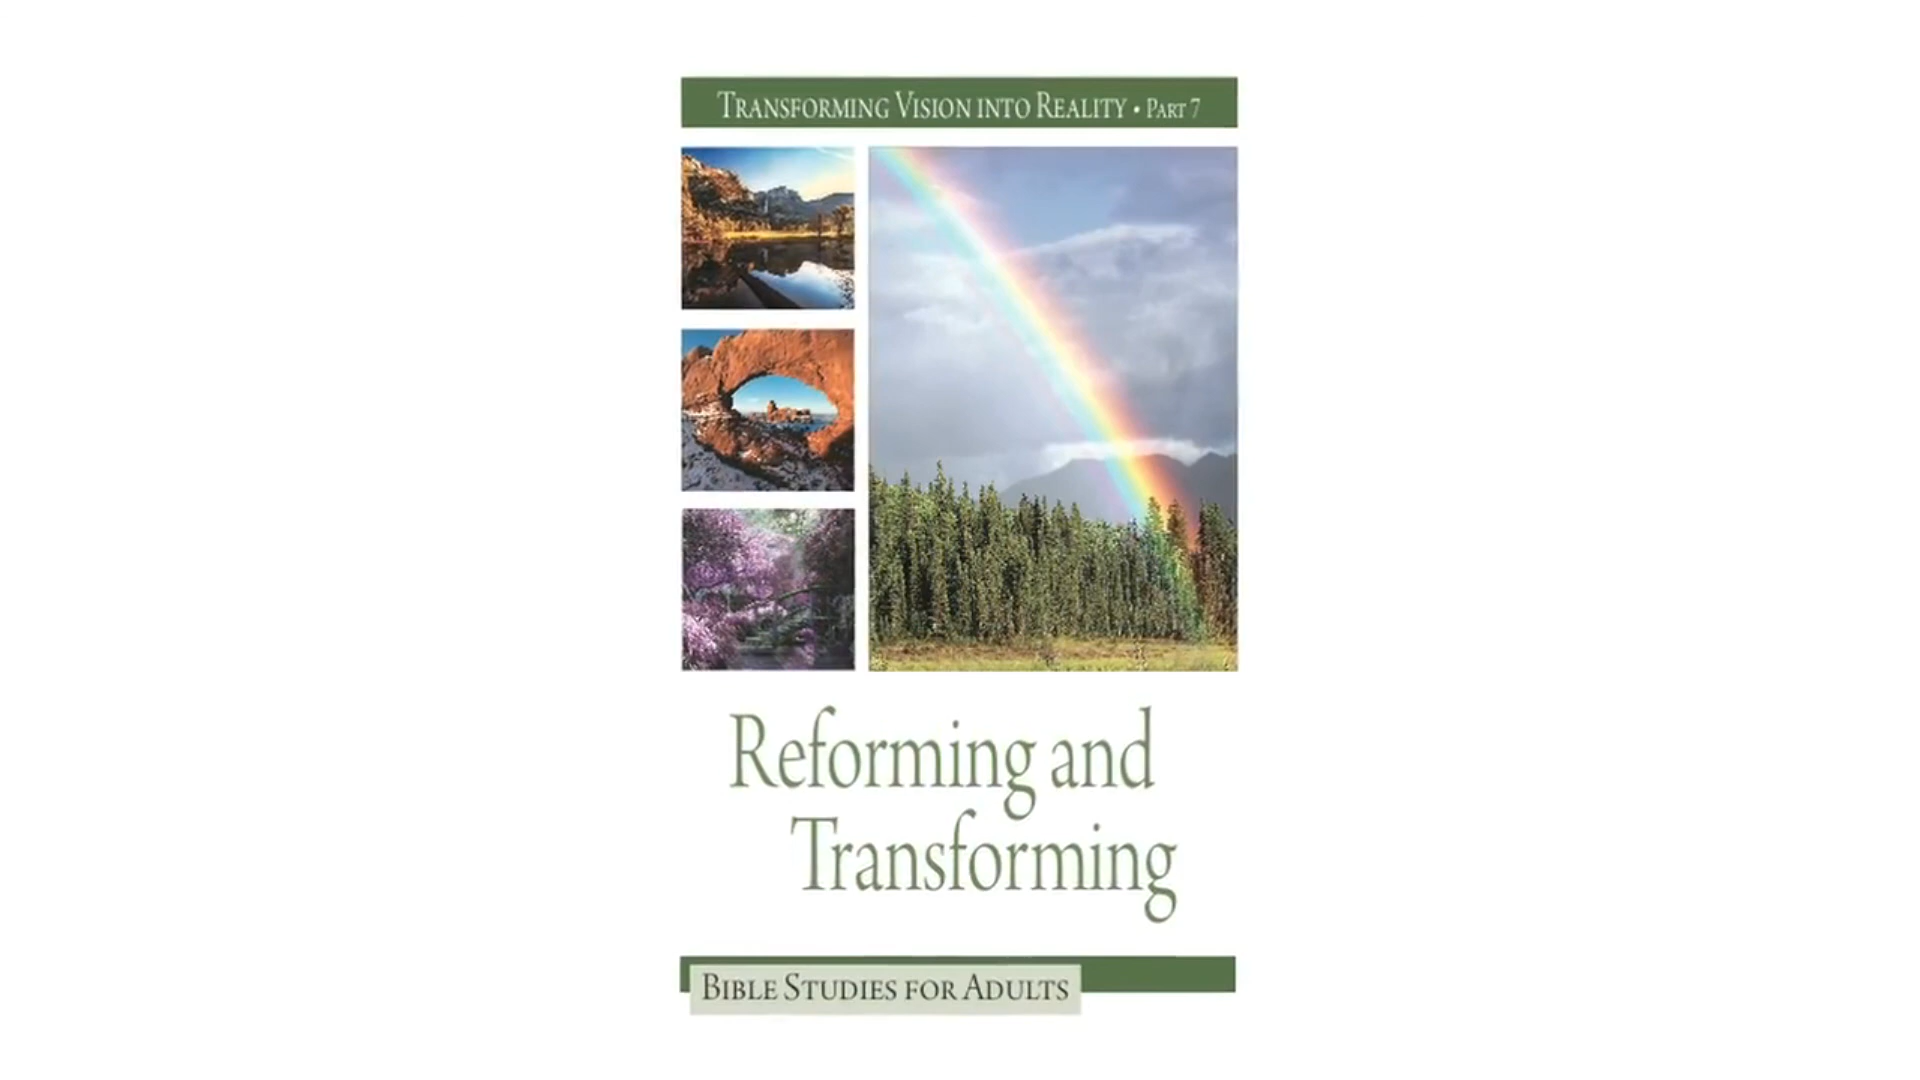 Transforming Vision into Reality • Part 7
Reforming and
Transforming
Bible Studies for Adults